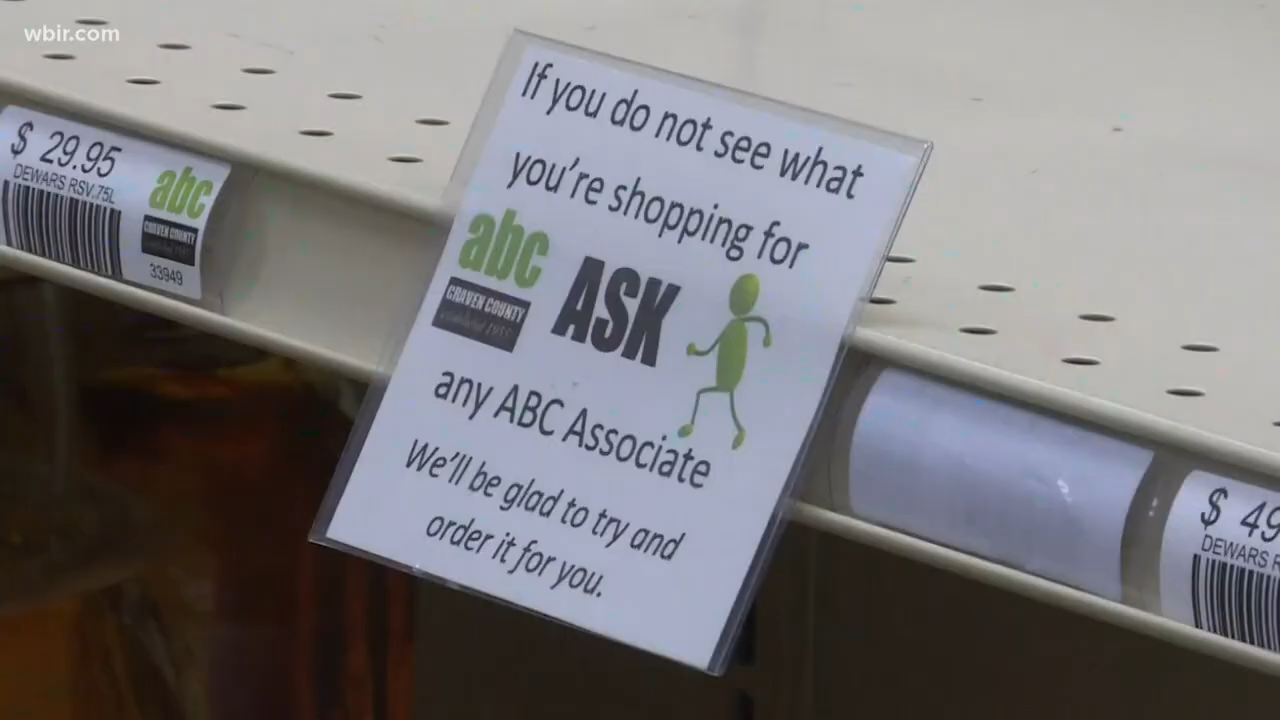 wbir.com
$ 29.95
DEWARS RSV.75L
abc
CRAVEN COUNTY
33949
If you do not see what
you're shopping for
abc
CRAVEN COUNTY
established 1935
ASK
any ABC Associate
We'll be glad to try and
order it for you.
$ 49
DEWARS R